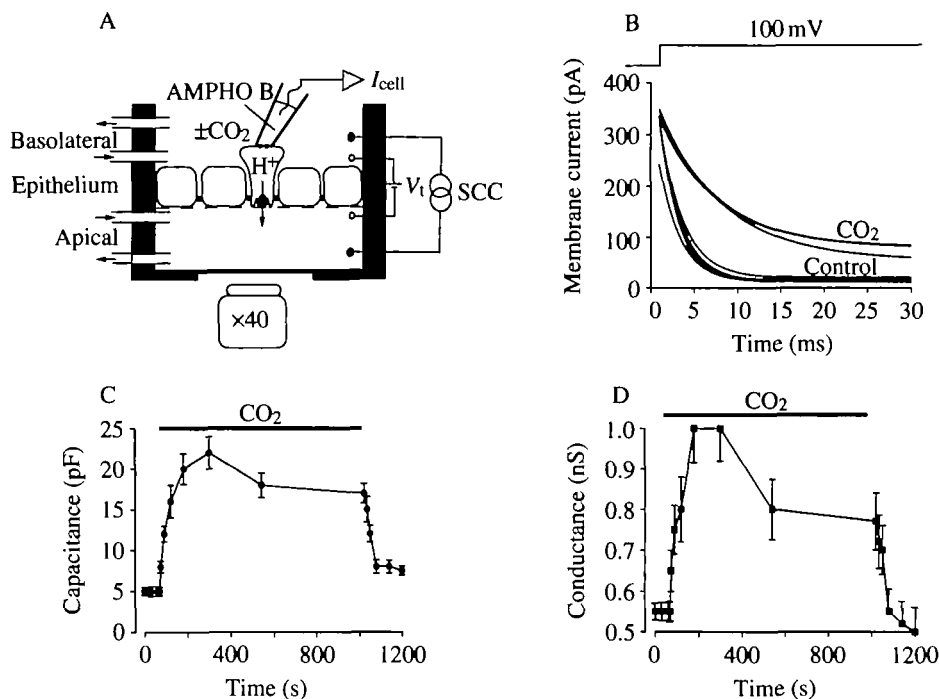 A
AMPHO B
I_cell
±CO₂
Basolateral
H⁺
Epithelium
V_t
SCC
Apical
×40
B
100 mV
Membrane current (pA)
400
300
200
100
0
CO₂
Control
0 5 10 15 20 25 30
Time (ms)
C
CO₂
Capacitance (pF)
25
20
15
10
5
0
0 400 800 1200
Time (s)
D
CO₂
Conductance (nS)
1.0
0.9
0.8
0.7
0.6
0.5
0 400 800 1200
Time (s)